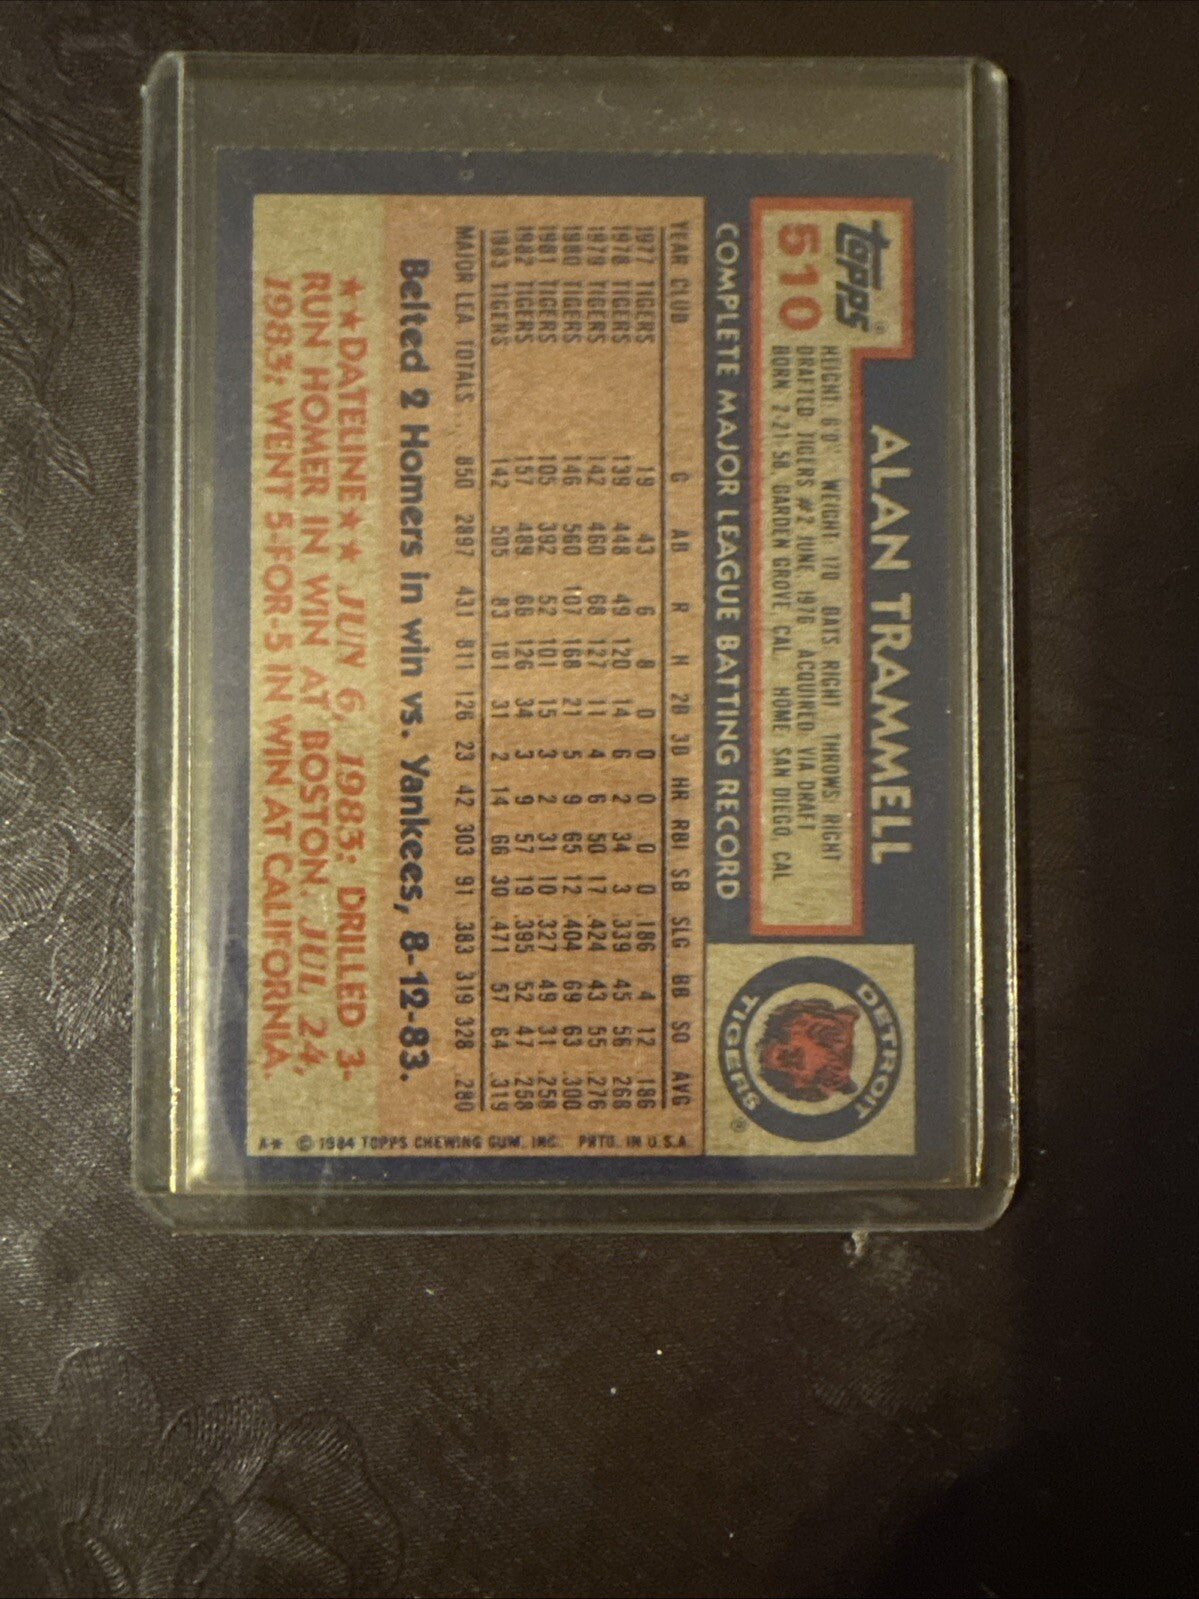 Topps®
510
ALAN TRAMMELL
HEIGHT: 6'0" WEIGHT: 170 BATS: RIGHT THROWS: RIGHT
DRAFTED: TIGERS #2 JUNE, 1976 ACQUIRED: VIA DRAFT
BORN: 2-21-58, GARDEN GROVE, CAL. HOME: SAN DIEGO, CAL
DETROIT
TIGERS®
COMPLETE MAJOR LEAGUE BATTING RECORD
YEAR CLUB G AB R H 2B 3B HR RBI SB SLG BB SO AVG
1977 TIGERS 19 43 6 8 0 0 0 0 0 .186 4 12 .186
1978 TIGERS 139 448 49 120 14 6 2 34 3 .339 45 56 .268
1979 TIGERS 142 460 68 127 11 4 6 50 17 .424 43 55 .276
1980 TIGERS 146 560 107 168 21 5 9 65 12 .404 69 63 .300
1981 TIGERS 105 392 52 101 15 3 2 31 10 .327 49 31 .258
1982 TIGERS 157 489 66 126 34 3 9 57 19 .395 52 47 .258
1983 TIGERS 142 505 83 161 31 2 14 66 30 .471 57 64 .319
MAJOR LEA TOTALS.. 850 2897 431 811 126 23 42 303 91 .383 319 328 .280
Belted 2 Homers in win vs. Yankees, 8-12-83.
★★DATELINE★★ JUN 6, 1983: DRILLED 3-
RUN HOMER IN WIN AT BOSTON. JUL 24,
1983: WENT 5-FOR-5 IN WIN AT CALIFORNIA.
A* © 1984 TOPPS CHEWING GUM, INC. PRTD. IN U.S.A.